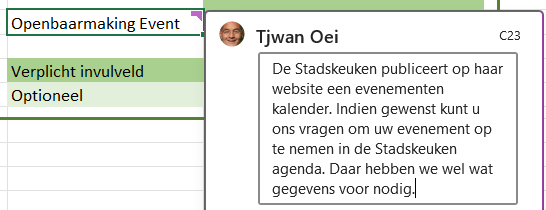 Openbaarmaking Event
Verplicht invulveld
Optioneel
Tjwan Oei
C23
De Stadskeuken publiceert op haar
website een evenementen
kalender. Indien gewenst kunt u
ons vragen om uw evenement op
te nemen in de Stadskeuken
agenda. Daar hebben we wel wat
gegevens voor nodig.